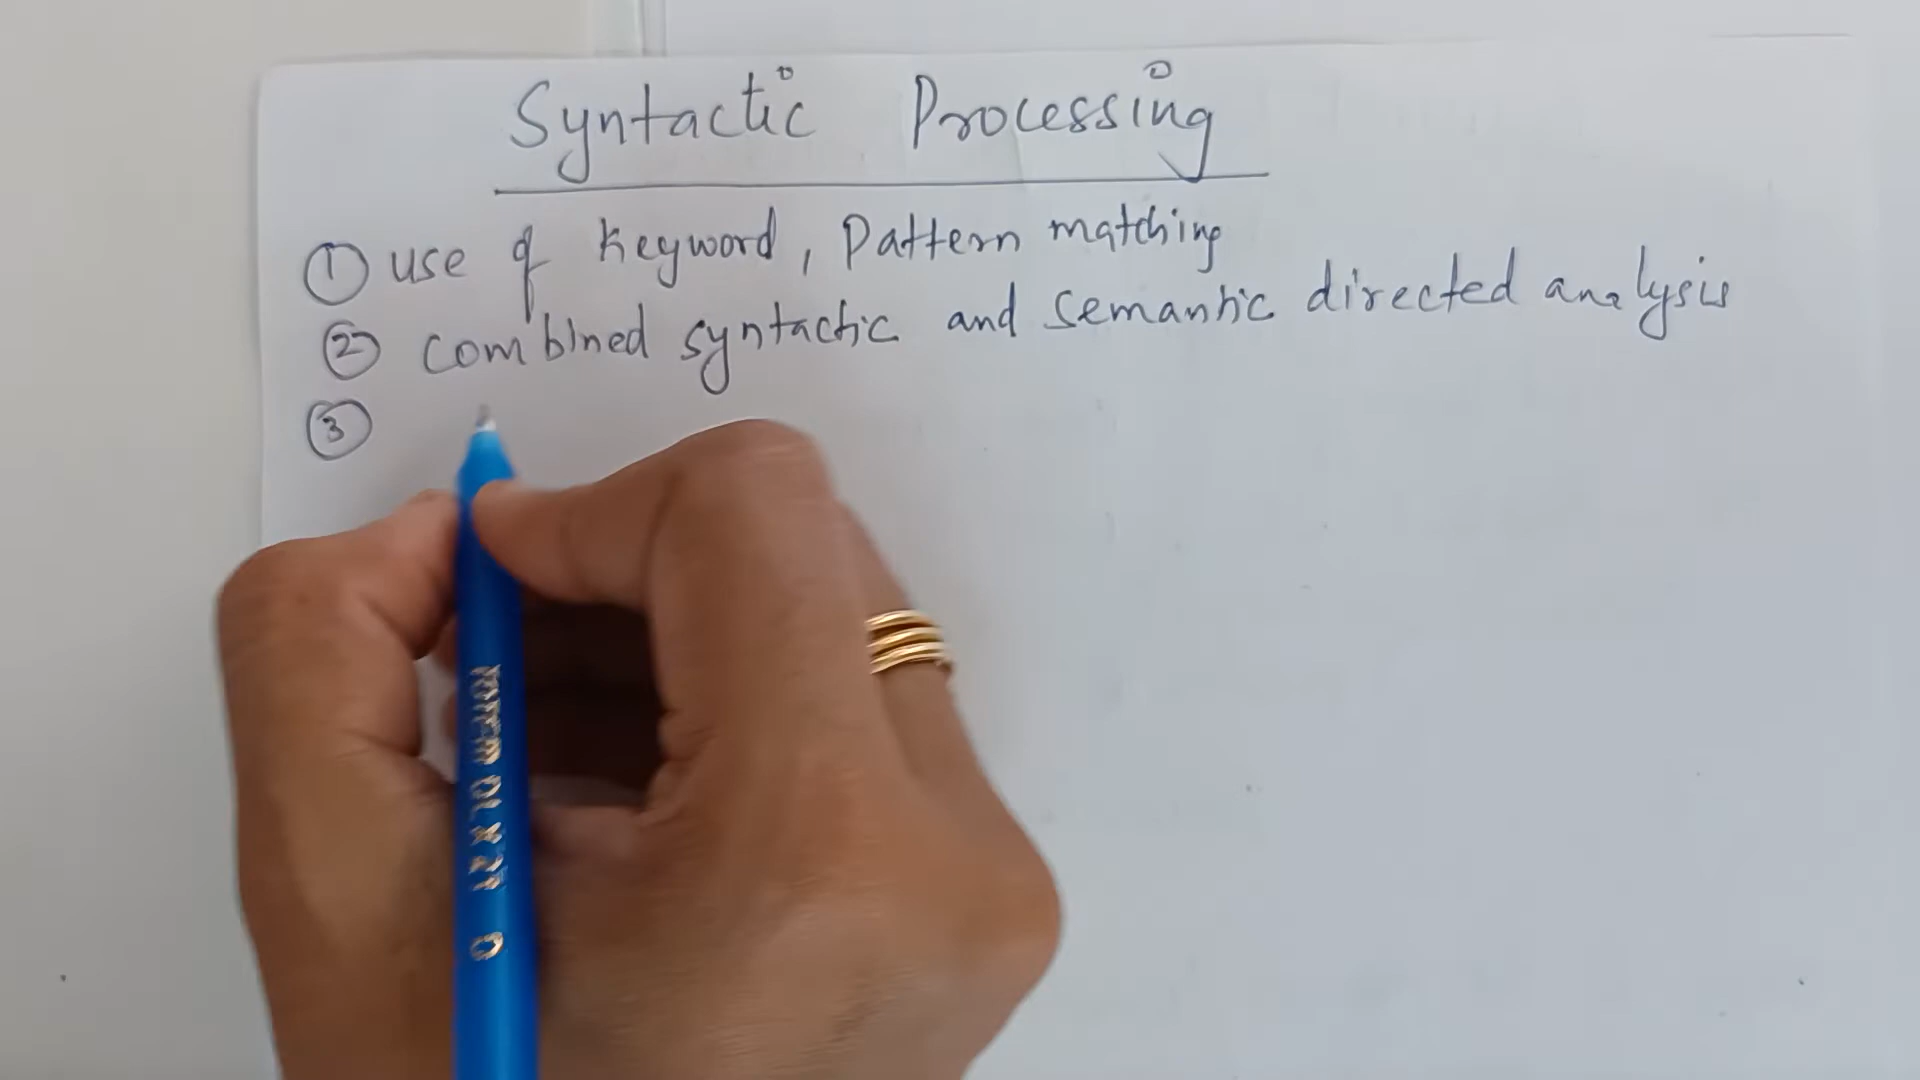 Syntactic Processing
① use of keyword, Pattern matching
② combined syntactic and semantic directed analysis
③